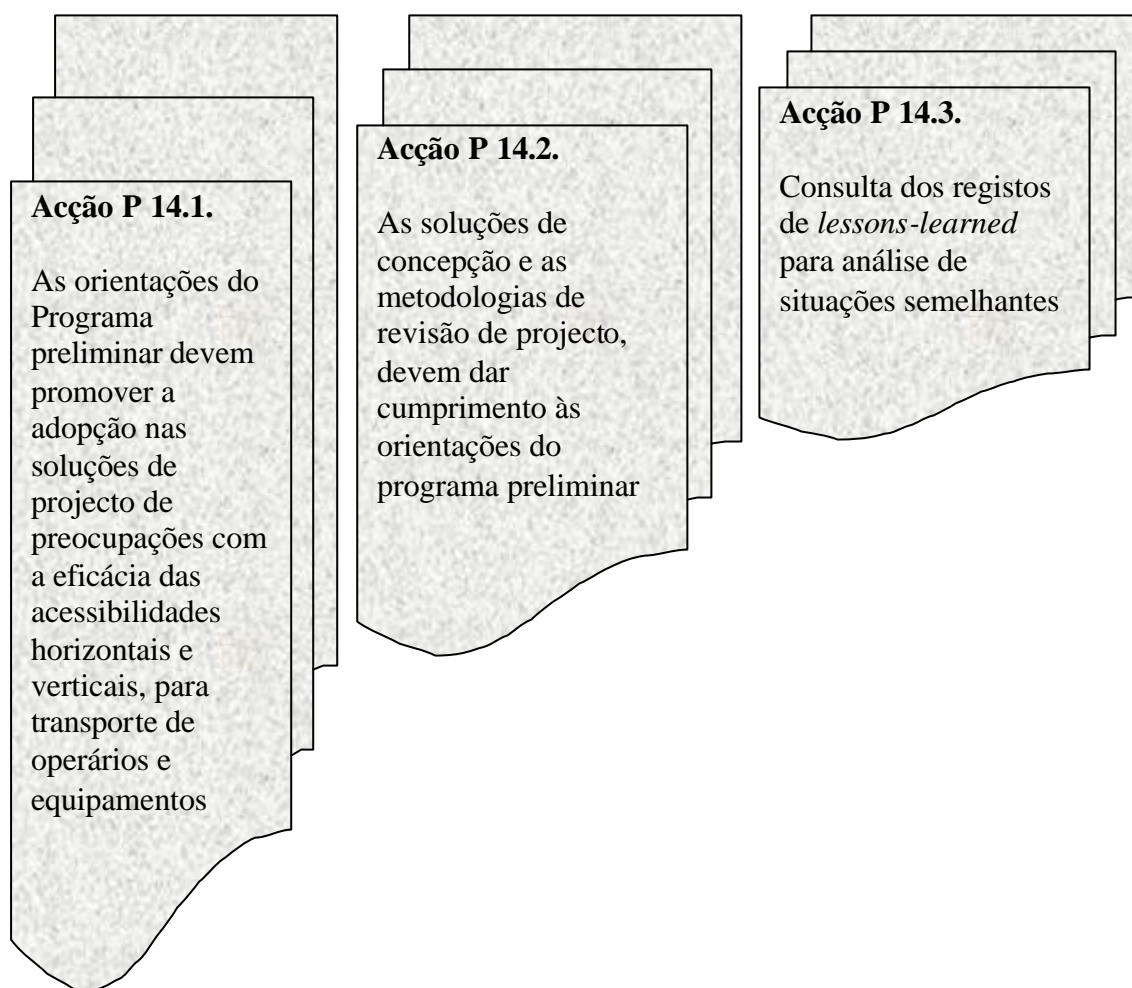 Acção P 14.1.
As orientações do
Programa
preliminar devem
promover a
adopção nas
soluções de
projecto de
preocupações com
a eficácia das
acessibilidades
horizontais e
verticais, para
transporte de
operários e
equipamentos
Acção P 14.2.
As soluções de
concepção e as
metodologias de
revisão de projecto,
devem dar
cumprimento às
orientações do
programa preliminar
Acção P 14.3.
Consulta dos registos
de lessons-learned
para análise de
situações semelhantes